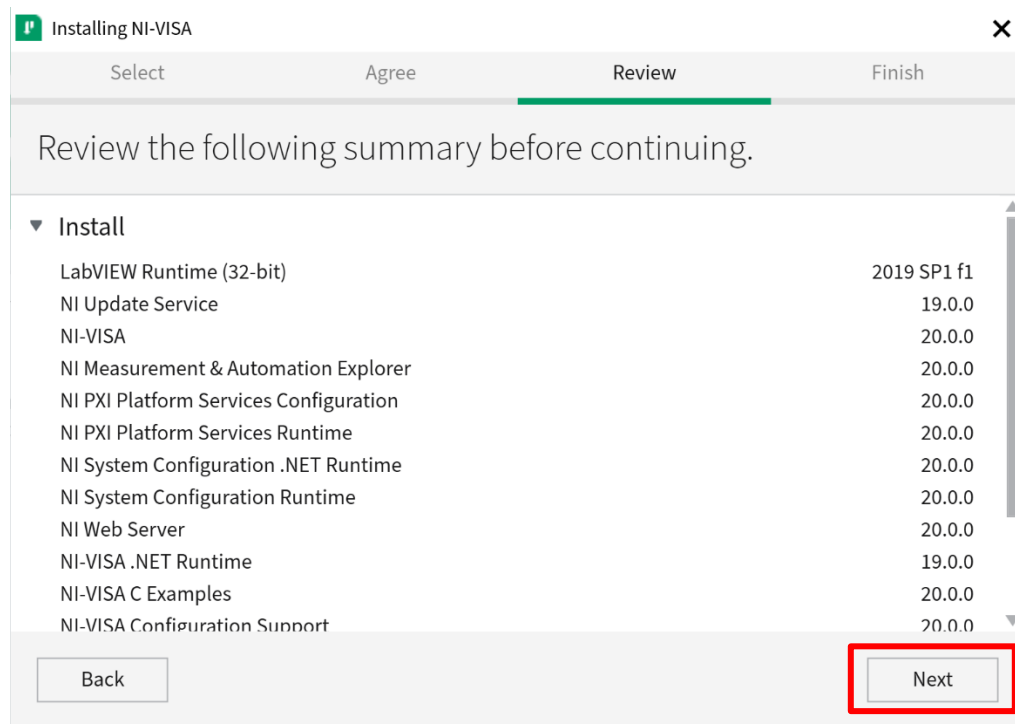 Installing NI-VISA
Select Agree Review Finish
Review the following summary before continuing.
Install
LabVIEW Runtime (32-bit) 2019 SP1 f1
NI Update Service 19.0.0
NI-VISA 20.0.0
NI Measurement & Automation Explorer 20.0.0
NI PXI Platform Services Configuration 20.0.0
NI PXI Platform Services Runtime 20.0.0
NI System Configuration .NET Runtime 20.0.0
NI System Configuration Runtime 20.0.0
NI Web Server 20.0.0
NI-VISA .NET Runtime 19.0.0
NI-VISA C Examples 20.0.0
NI-VISA Configuration Support 20.0.0
Back Next